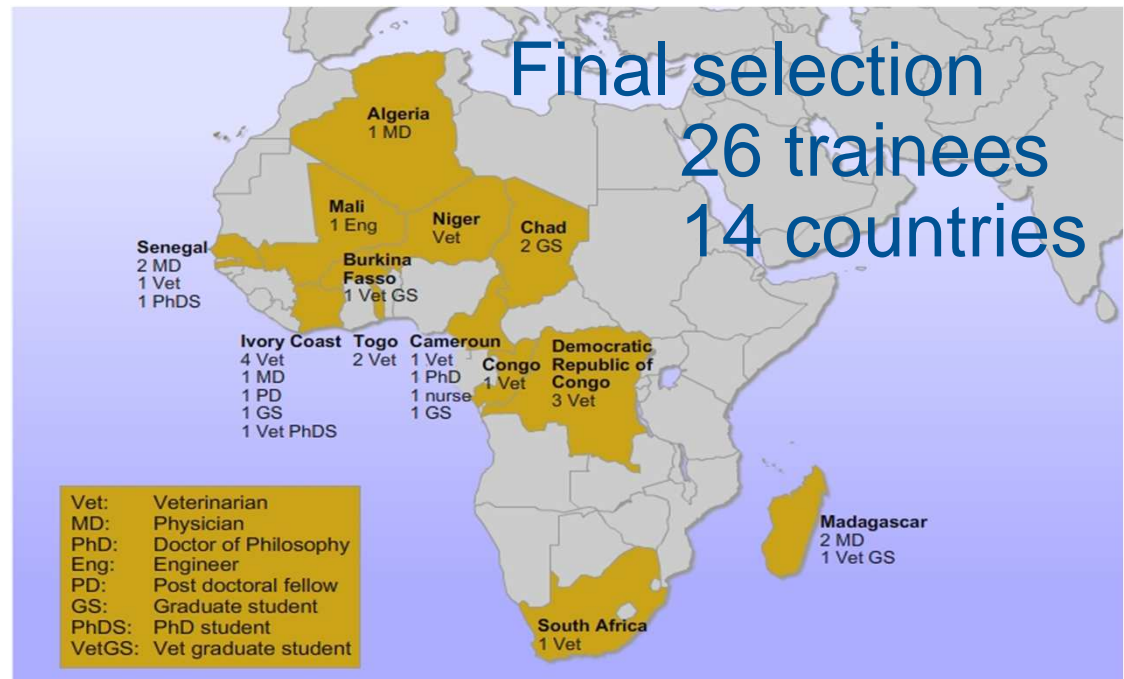 Final selection
26 trainees
14 countries
Algeria
1 MD
Mali
1 Eng
Niger
Vet
Chad
2 GS
Senegal
2 MD
1 Vet
1 PhDS
Burkina
Fasso
1 Vet GS
Ivory Coast
4 Vet
1 MD
1 PD
1 GS
1 Vet PhDS
Togo
2 Vet
Cameroun
1 Vet
1 PhD
1 nurse
1 GS
Congo
1 Vet
Democratic
Republic of
Congo
3 Vet
Madagascar
2 MD
1 Vet GS
South Africa
1 Vet
Vet: Veterinarian
MD: Physician
PhD: Doctor of Philosophy
Eng: Engineer
PD: Post doctoral fellow
GS: Graduate student
PhDS: PhD student
VetGS: Vet graduate student